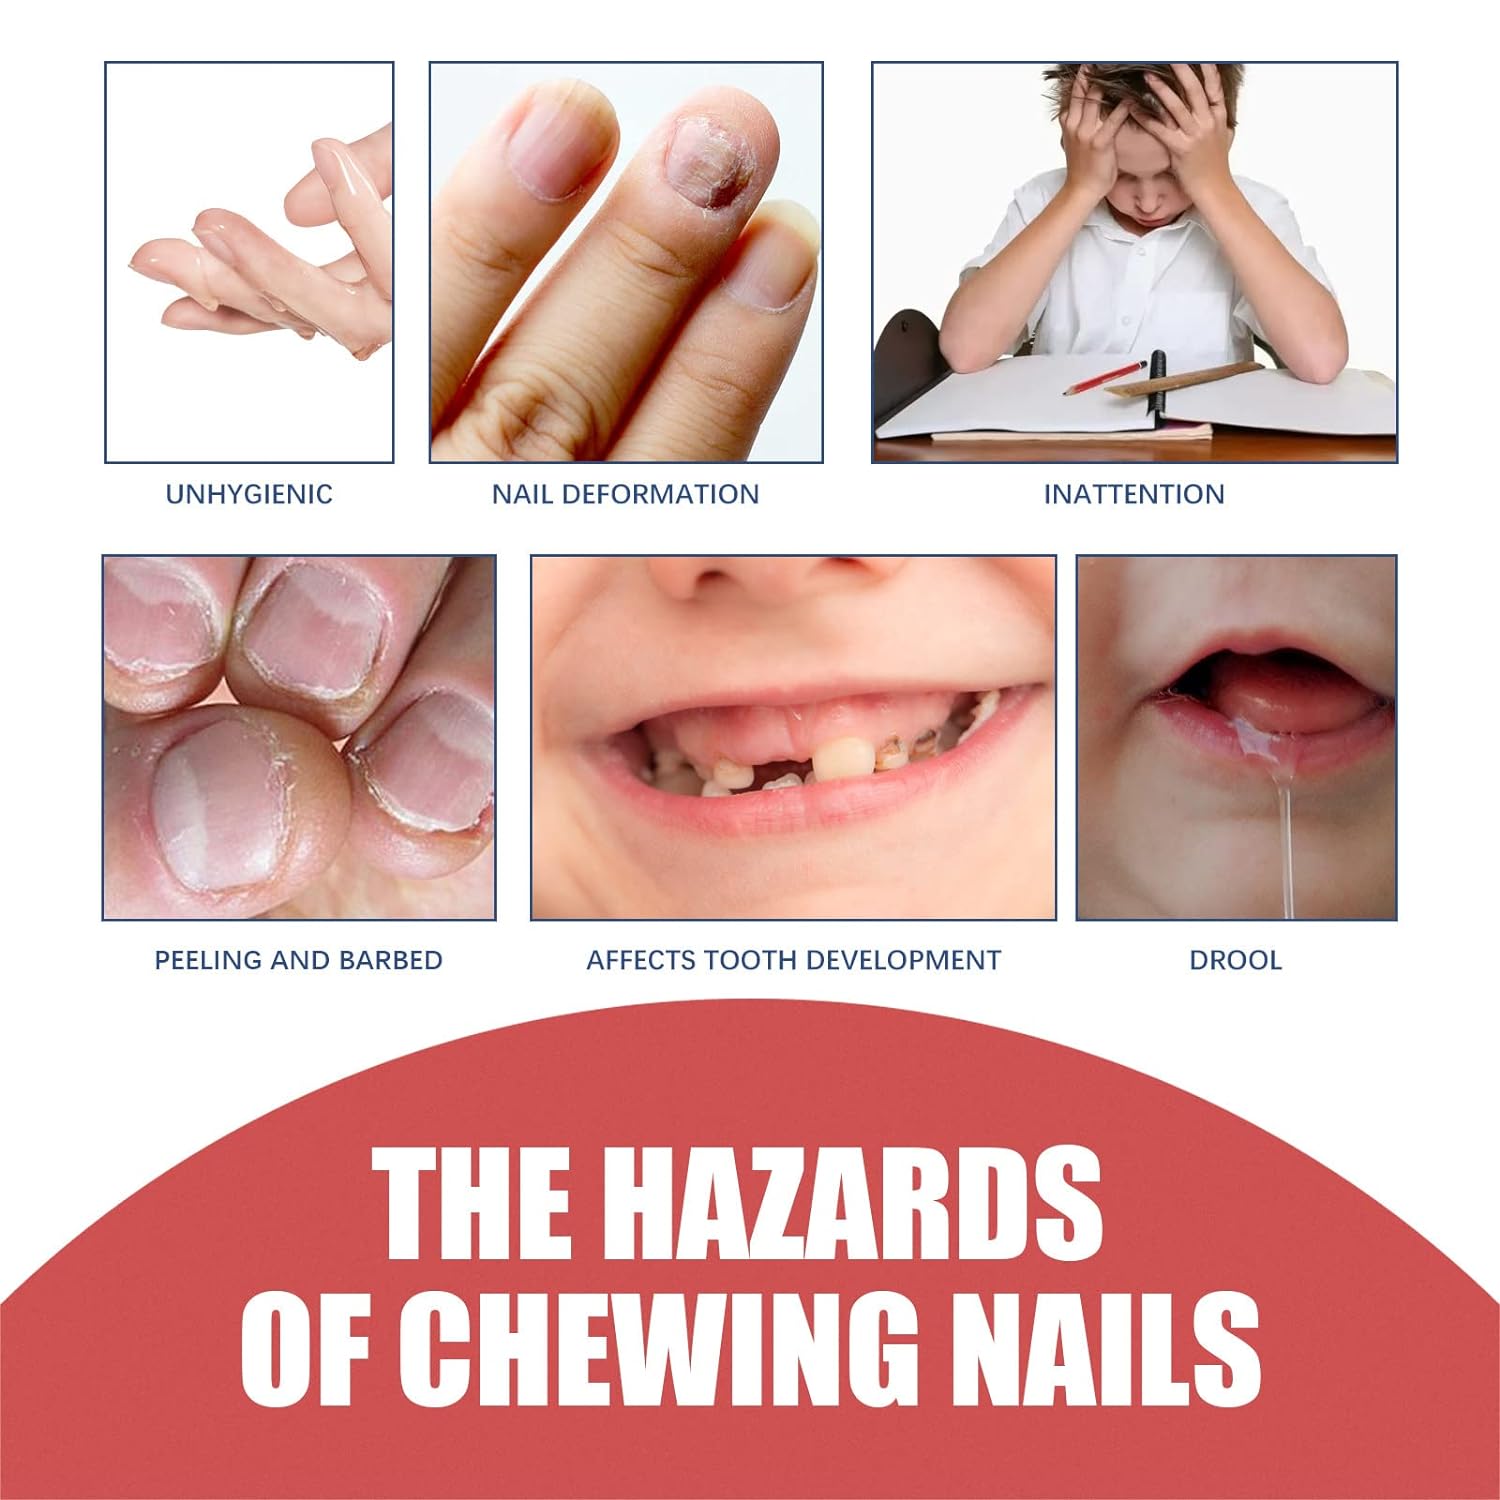 UNHYGIENIC
NAIL DEFORMATION
INATTENTION
PEELING AND BARBED
AFFECTS TOOTH DEVELOPMENT
DROOL
THE HAZARDS
OF CHEWING NAILS